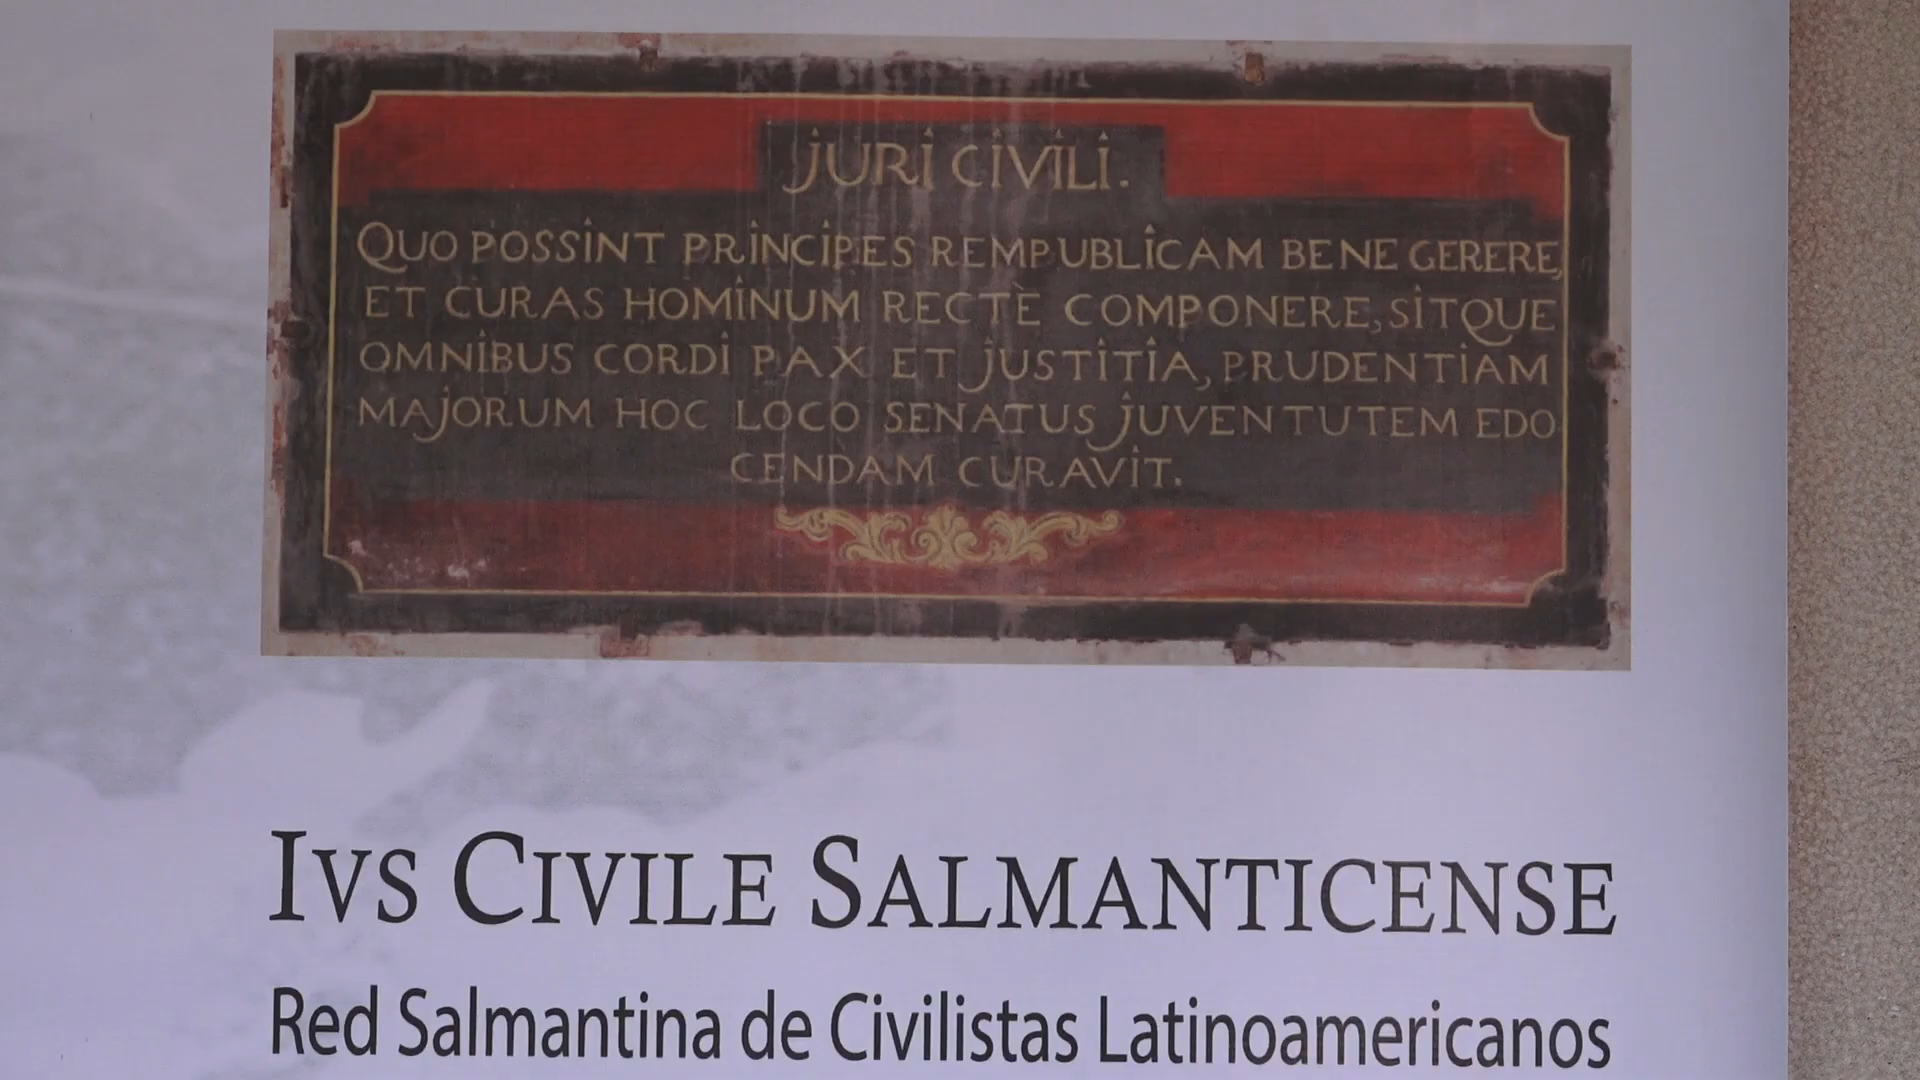 JURI CIVILI.
QUO POSSINT PRINCIPES REMPUBLICAM BENE GERERE,
ET CURAS HOMINUM RECTÈ COMPONERE, SITQUE
OMNIBUS CORDI PAX ET JUSTITIA, PRUDENTIAM
MAJORUM HOC LOCO SENATUS JUVENTUTEM EDO
CENDAM CURAVIT.
IVS CIVILE SALMANTICENSE
Red Salmantina de Civilistas Latinoamericanos